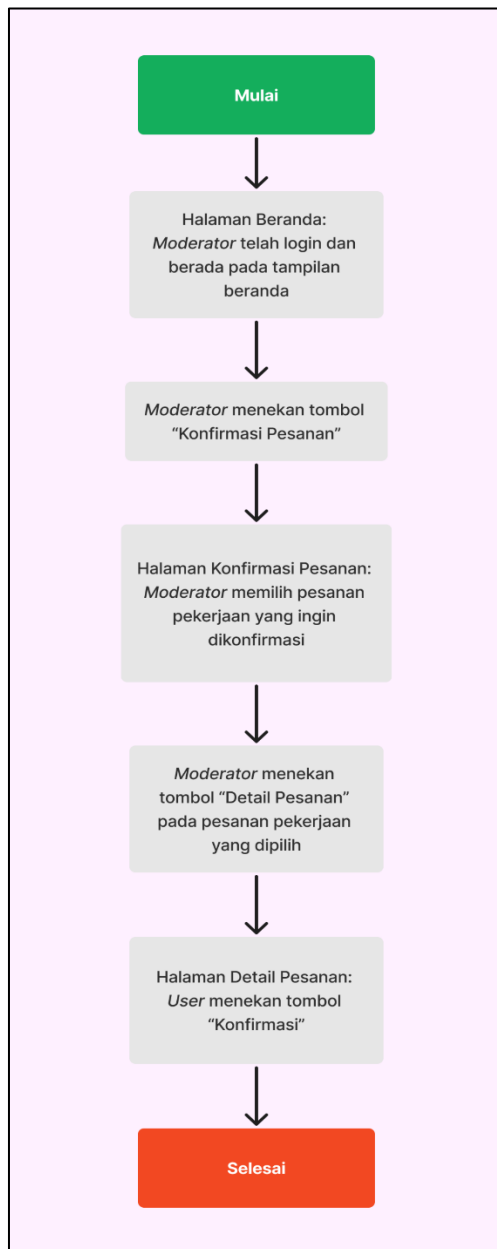 Mulai
Halaman Beranda:
Moderator telah login dan
berada pada tampilan
beranda
Moderator menekan tombol
“Konfirmasi Pesanan”
Halaman Konfirmasi Pesanan:
Moderator memilih pesanan
pekerjaan yang ingin
dikonfirmasi
Moderator menekan
tombol “Detail Pesanan”
pada pesanan pekerjaan
yang dipilih
Halaman Detail Pesanan:
User menekan tombol
“Konfirmasi”
Selesai